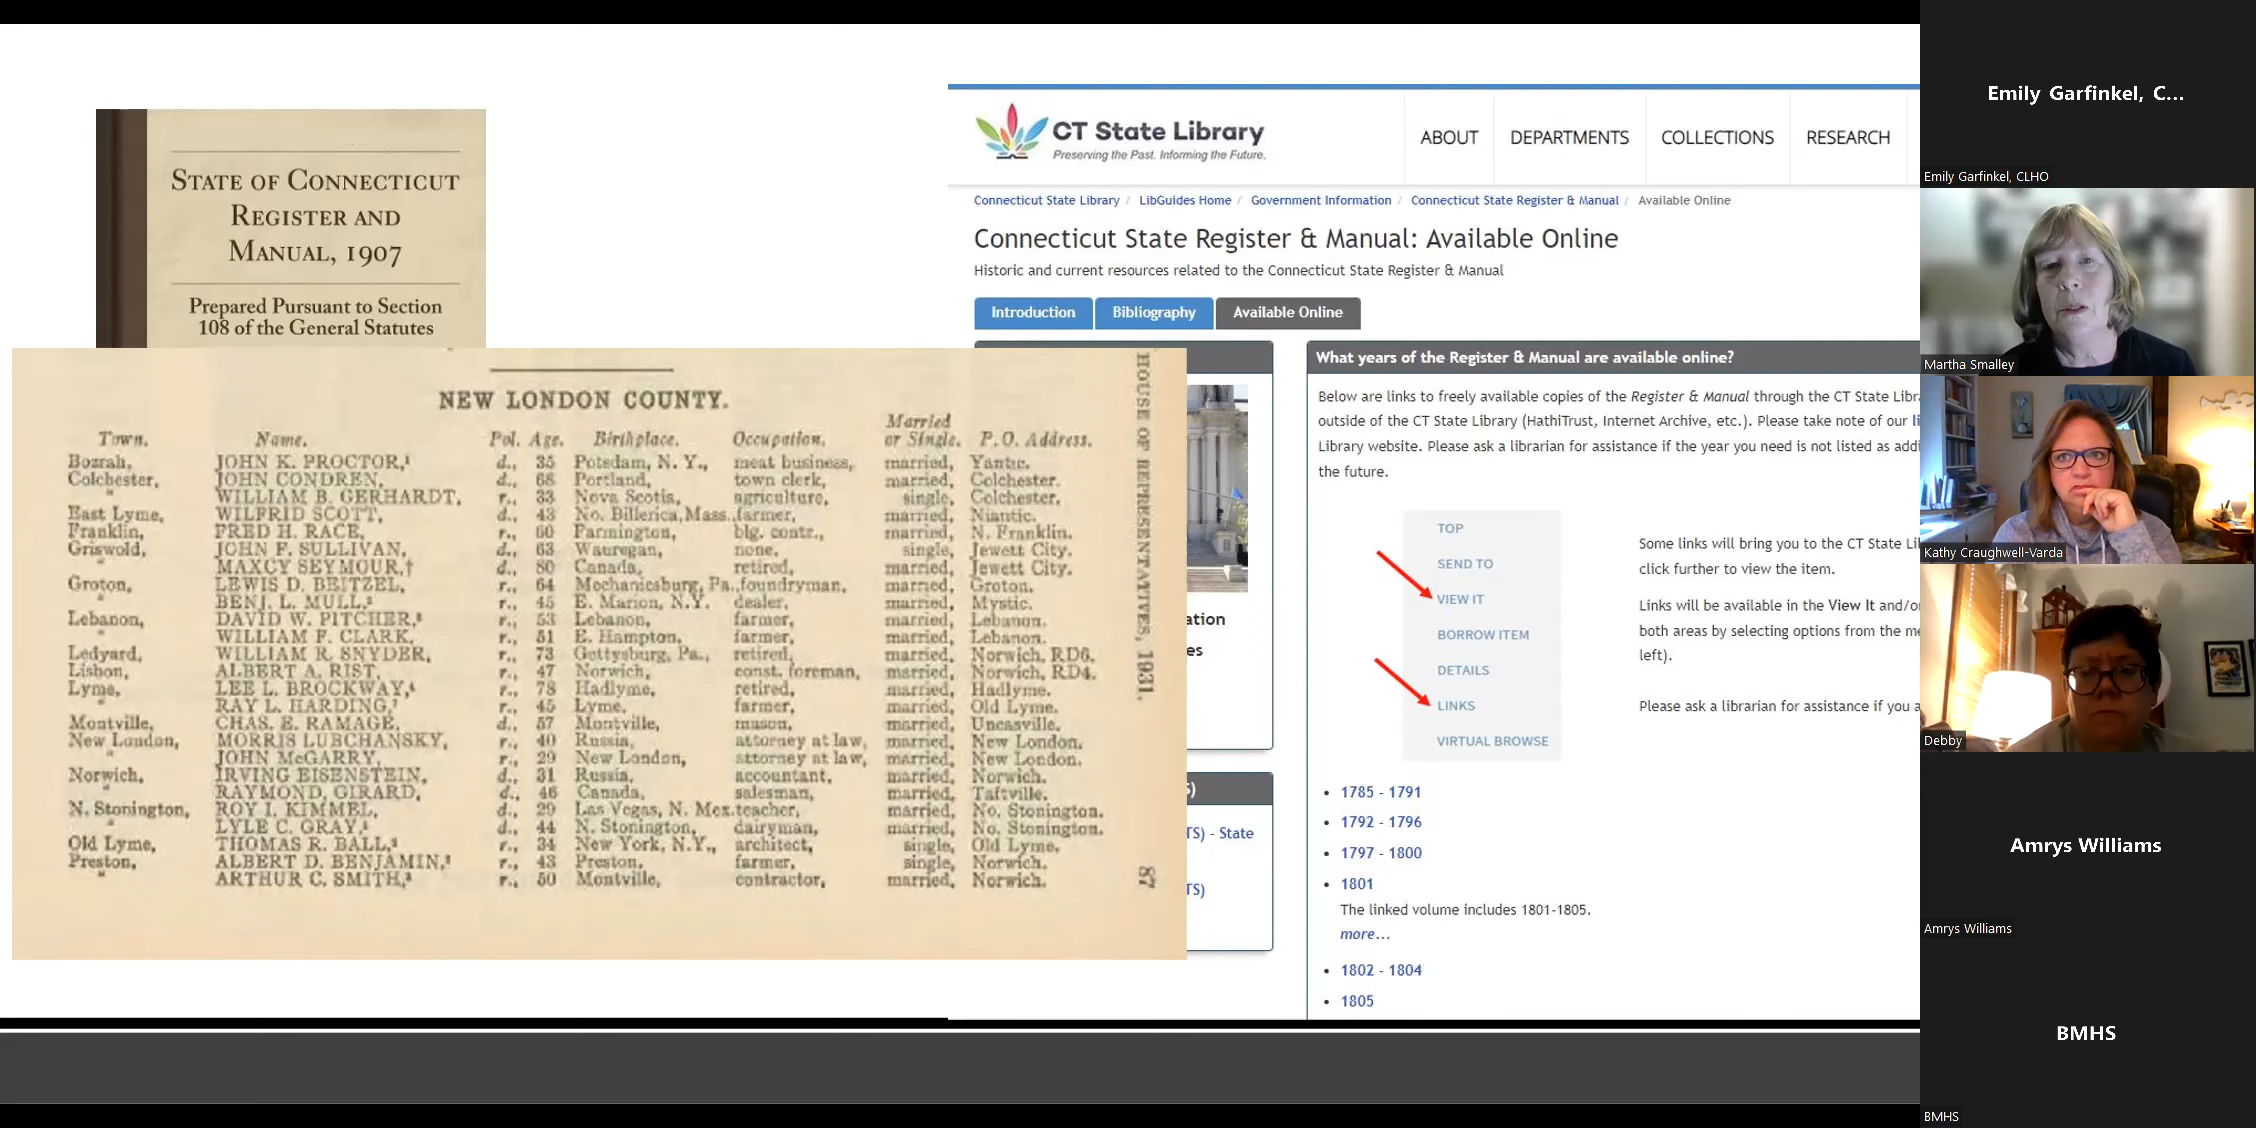 STATE OF CONNECTICUT
REGISTER AND
MANUAL, 1907
Prepared Pursuant to Section
108 of the General Statutes
NEW LONDON COUNTY.
Town. Name. Pol. Age. Birthplace. Occupation. Married or Single. P.O. Address.
Bozrah, JOHN K. PROCTOR,¹ d., 35 Potsdam, N. Y., meat business, married, Yantic.
Colchester, JOHN CONDREN, d., 68 Portland, town clerk, married, Colchester.
" WILLIAM B. GERHARDT, r., 33 Nova Scotia, agriculture, single, Colchester.
East Lyme, WILFRID SCOTT, d., 43 No. Billerica, Mass., farmer, married, Niantic.
Franklin, FRED H. RACE, r., 60 Farmington, blg. contr., married, N. Franklin.
Griswold, JOHN F. SULLIVAN, d., 63 Wauregan, none, single, Jewett City.
" MAXCY SEYMOUR,† d., 80 Canada, retired, married, Jewett City.
Groton, LEWIS D. BEITZEL, r., 64 Mechanicsburg, Pa., foundryman, married, Groton.
" BENJ. L. MULL, r., 45 E. Marion, N.Y. dealer, married, Mystic.
Lebanon, DAVID W. PITCHER, r., 53 Lebanon, farmer, married, Lebanon.
" WILLIAM F. CLARK, r., 51 E. Hampton, farmer, married, Lebanon.
Ledyard, WILLIAM R. SNYDER, r., 73 Gettysburg, Pa., retired, married, Norwich, RD6.
Lisbon, ALBERT A. RIST, r., 47 Norwich, const. foreman, married, Norwich, RD4.
Lyme, LEE L. BROCKWAY, r., 78 Hadlyme, retired, married, Hadlyme.
" RAY L. HARDING, r., 45 Lyme, farmer, married, Old Lyme.
Montville, CHAS. E. RAMAGE, d., 57 Montville, mason, married, Uncasville.
New London, MORRIS LUBCHANSKY, r., 40 Russia, attorney at law, married, New London.
" JOHN McGARRY, r., 29 New London, attorney at law, married, New London.
Norwich, IRVING EISENSTEIN, d., 31 Russia, accountant, married, Norwich.
" RAYMOND, GIRARD, d., 46 Canada, salesman, married, Taftville.
N. Stonington, ROY I. KIMMEL, d., 29 Las Vegas, N. Mex. teacher, married, No. Stonington.
" LYLE C. GRAY, d., 44 N. Stonington, dairyman, married, No. Stonington.
Old Lyme, THOMAS R. BALL, r., 34 New York, N.Y., architect, single, Old Lyme.
Preston, ALBERT D. BENJAMIN, r., 43 Preston, farmer, single, Norwich.
" ARTHUR C. SMITH, r., 50 Montville, contractor, married, Norwich.
HOUSE OF REPRESENTATIVES, 1931.
87
CT State Library
Preserving the Past. Informing the Future.
ABOUT DEPARTMENTS COLLECTIONS RESEARCH
Connecticut State Library / LibGuides Home / Government Information / Connecticut State Register & Manual / Available Online
Connecticut State Register & Manual: Available Online
Historic and current resources related to the Connecticut State Register & Manual
Introduction Bibliography Available Online
ation
es
s)
TS) - State
TS)
What years of the Register & Manual are available online?
Below are links to freely available copies of the Register & Manual through the CT State Libra
outside of the CT State Library (HathiTrust, Internet Archive, etc.). Please take note of our li
Library website. Please ask a librarian for assistance if the year you need is not listed as addi
the future.
TOP
SEND TO
VIEW IT
BORROW ITEM
DETAILS
LINKS
VIRTUAL BROWSE
Some links will bring you to the CT State Li
click further to view the item.
Links will be available in the View It and/or
both areas by selecting options from the me
left).
Please ask a librarian for assistance if you a
• 1785 - 1791
• 1792 - 1796
• 1797 - 1800
• 1801
The linked volume includes 1801-1805.
more...
• 1802 - 1804
• 1805
Emily Garfinkel, C...
Emily Garfinkel, CLHO
Martha Smalley
Kathy Craughwell-Varda
Debby
Amrys Williams
Amrys Williams
BMHS
BMHS